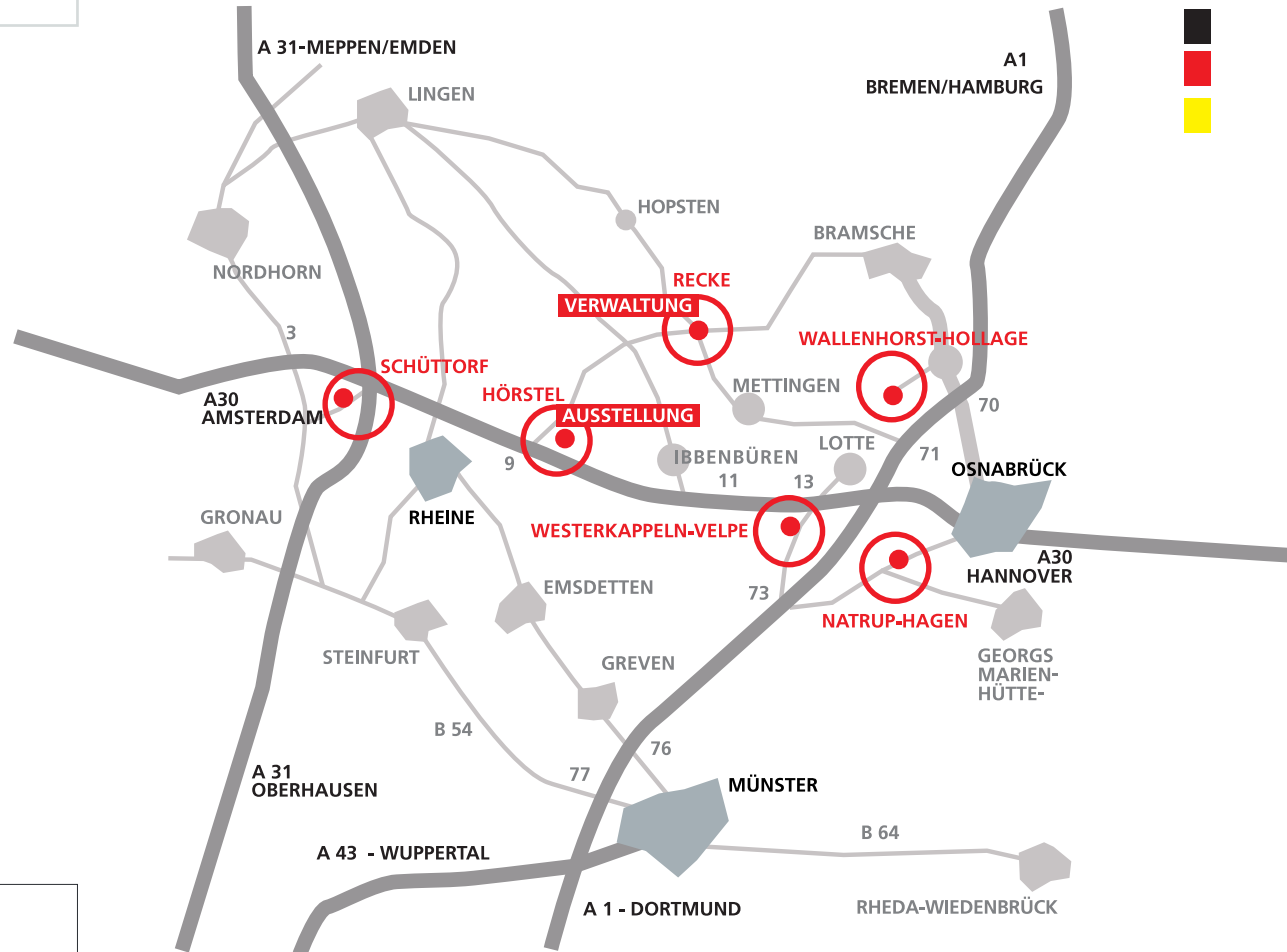 A 31-MEPPEN/EMDEN
A1
BREMEN/HAMBURG
LINGEN
HOPSTEN
BRAMSCHE
NORDHORN
RECKE
VERWALTUNG
3
WALLENHORST-HOLLAGE
SCHÜTTORF
HÖRSTEL
METTINGEN
A30
AMSTERDAM
AUSSTELLUNG
70
LOTTE
71
9
IBBENBÜREN
11
13
OSNABRÜCK
GRONAU
RHEINE
WESTERKAPPELN-VELPE
A30
HANNOVER
EMSDETTEN
73
NATRUP-HAGEN
STEINFURT
GREVEN
GEORGS
MARIEN-
HÜTTE-
B 54
76
A 31
OBERHAUSEN
77
MÜNSTER
B 64
A 43 - WUPPERTAL
A 1 - DORTMUND
RHEDA-WIEDENBRÜCK